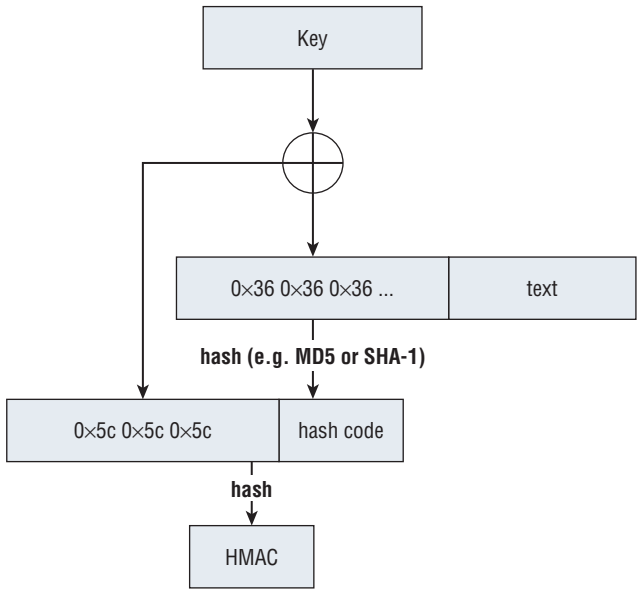 Key
0×36 0×36 0×36 ...
text
hash (e.g. MD5 or SHA-1)
0×5c 0×5c 0×5c
hash code
hash
HMAC